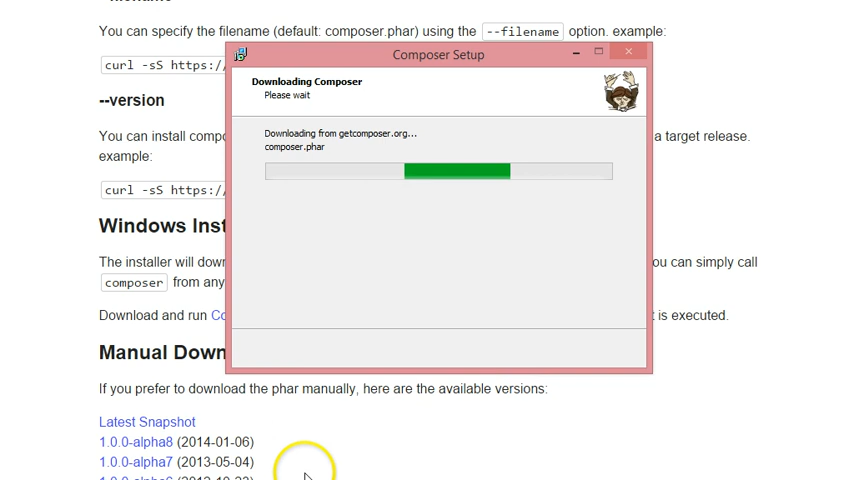 You can specify the filename (default: composer.phar) using the --filename option. example:
curl -sS https:/
--version
You can install compo
a target release.
example:
curl -sS https:/
Windows Inst
The installer will down
ou can simply call
composer from any
Download and run Co
t is executed.
Manual Down
If you prefer to download the phar manually, here are the available versions:
Latest Snapshot
1.0.0-alpha8 (2014-01-06)
1.0.0-alpha7 (2013-05-04)
Composer Setup
Downloading Composer
Please wait
Downloading from getcomposer.org...
composer.phar